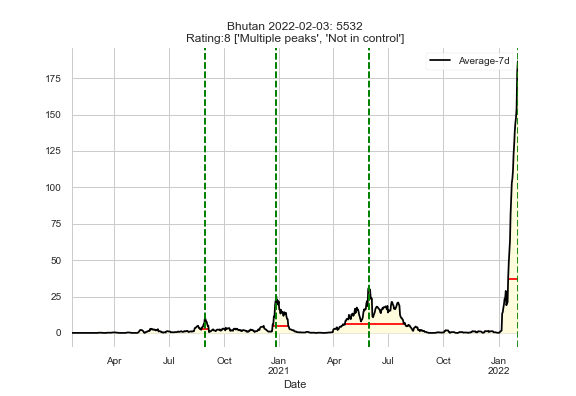 Bhutan 2022-02-03: 5532
Rating:8 ['Multiple peaks', 'Not in control']
Average-7d
175
150
125
100
75
50
25
0
Apr Jul Oct Jan Apr Jul Oct Jan
2021 2022
Date